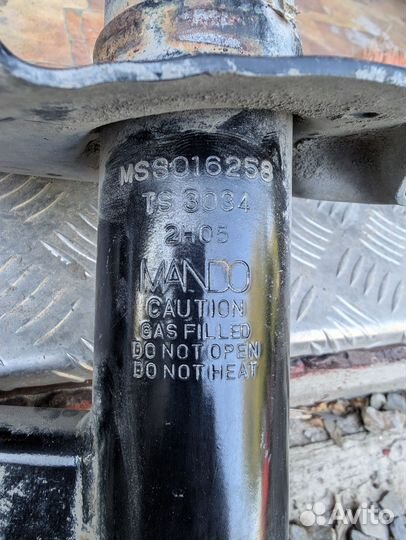 MSS016258
TS 3034
2H05
MANDO
CAUTION
GAS FILLED
DO NOT OPEN
DO NOT HEAT
Avito